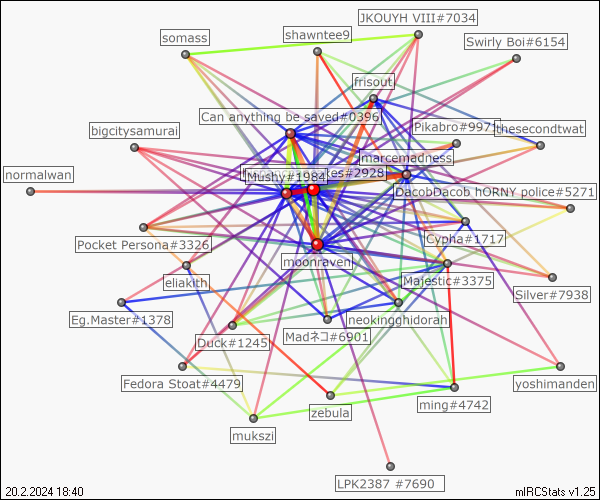 JKOUYH VIII#7034
somass
shawntee9
Swirly Boi#6154
frisout
Can anything be saved#0396
Pikabro#9971
bigcitysamurai
thesecondtwat
marcemadness
Mushy#1984
es#2928
normalwan
DacobDacob hORNY police#5271
Pocket Persona#3326
Cypha#1717
moonraven
eliakith
Majestic#3375
Silver#7938
Eg.Master#1378
neokingghidorah
Duck#1245
Madネコ#6901
Fedora Stoat#4479
yoshimanden
zebula
ming#4742
mukszi
LPK2387 #7690
20.2.2024 18:40
mIRCStats v1.25